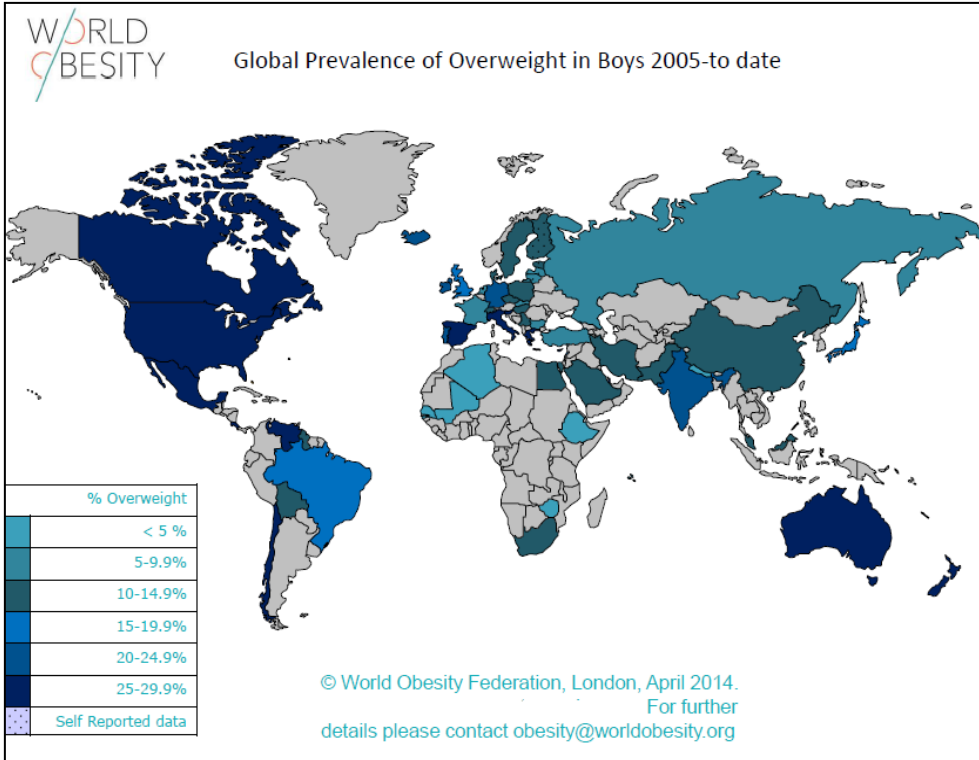 WORLD
OBESITY
Global Prevalence of Overweight in Boys 2005-to date
% Overweight
< 5 %
5-9.9%
10-14.9%
15-19.9%
20-24.9%
25-29.9%
Self Reported data
© World Obesity Federation, London, April 2014.
For further
details please contact obesity@worldobesity.org